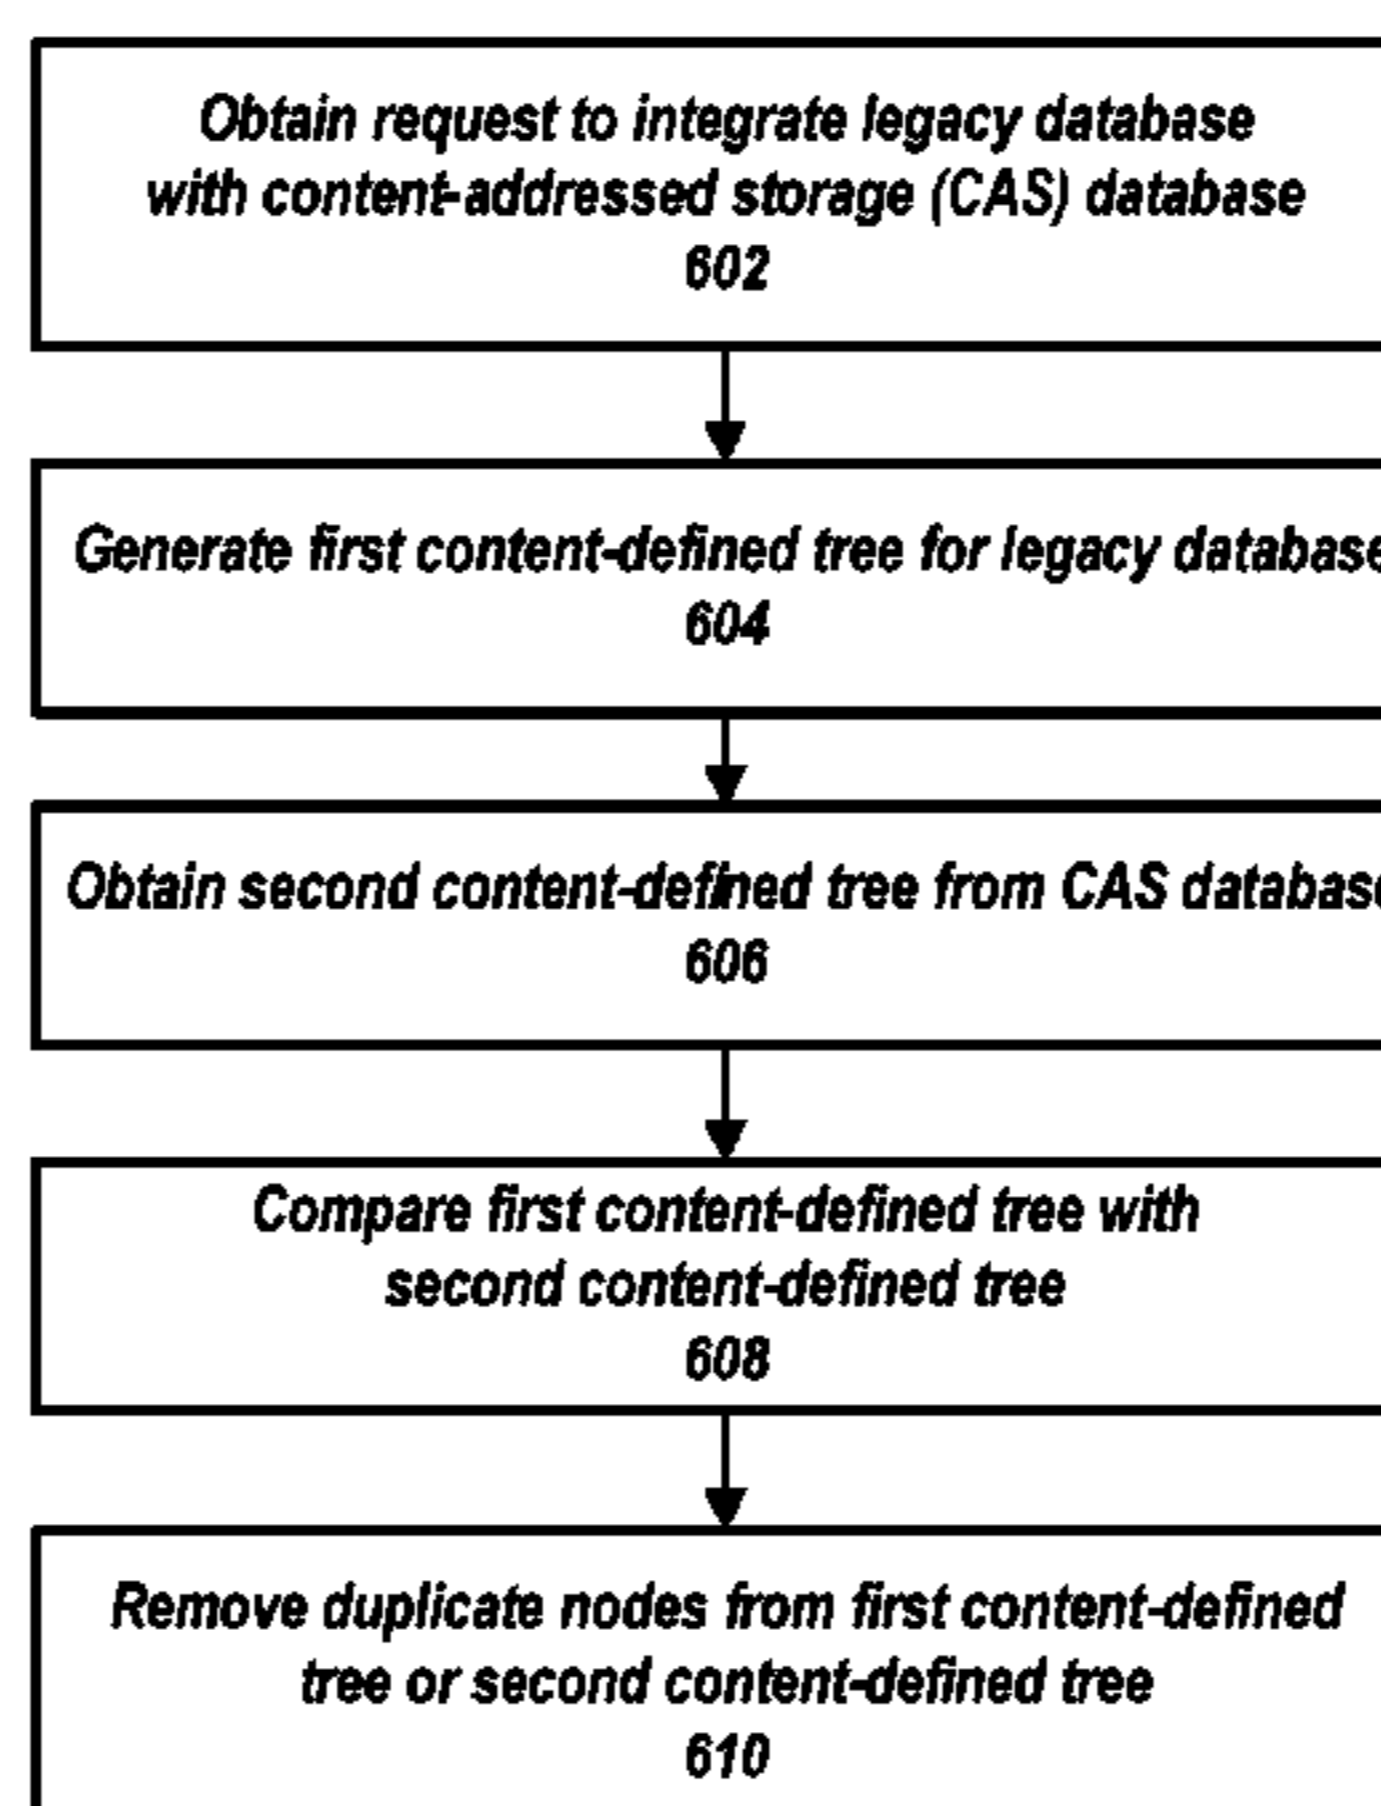 Obtain request to integrate legacy database
with content-addressed storage (CAS) database
602
Generate first content-defined tree for legacy database
604
Obtain second content-defined tree from CAS database
606
Compare first content-defined tree with
second content-defined tree
608
Remove duplicate nodes from first content-defined
tree or second content-defined tree
610